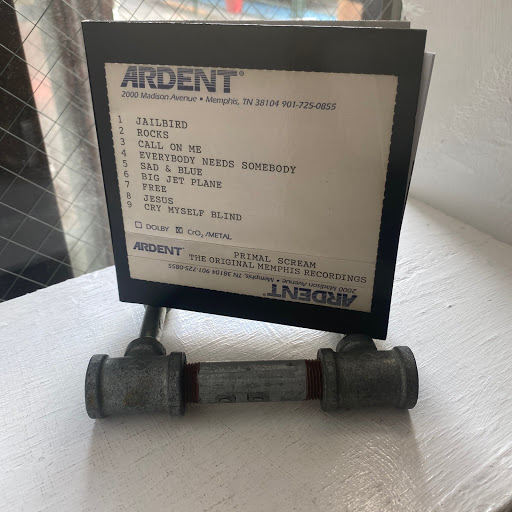 ARDENT®
2000 Madison Avenue • Memphis, TN 38104 901-725-0855
1 JAILBIRD
2 ROCKS
3 CALL ON ME
4 EVERYBODY NEEDS SOMEBODY
5 SAD & BLUE
6 BIG JET PLANE
7 FREE
8 JESUS
9 CRY MYSELF BLIND
☐ DOLBY ☒ CrO2/METAL
ARDENT PRIMAL SCREAM
THE ORIGINAL MEMPHIS RECORDINGS
ARDENT
2000 Madison Avenue • Memphis, TN 38104 901-725-0855